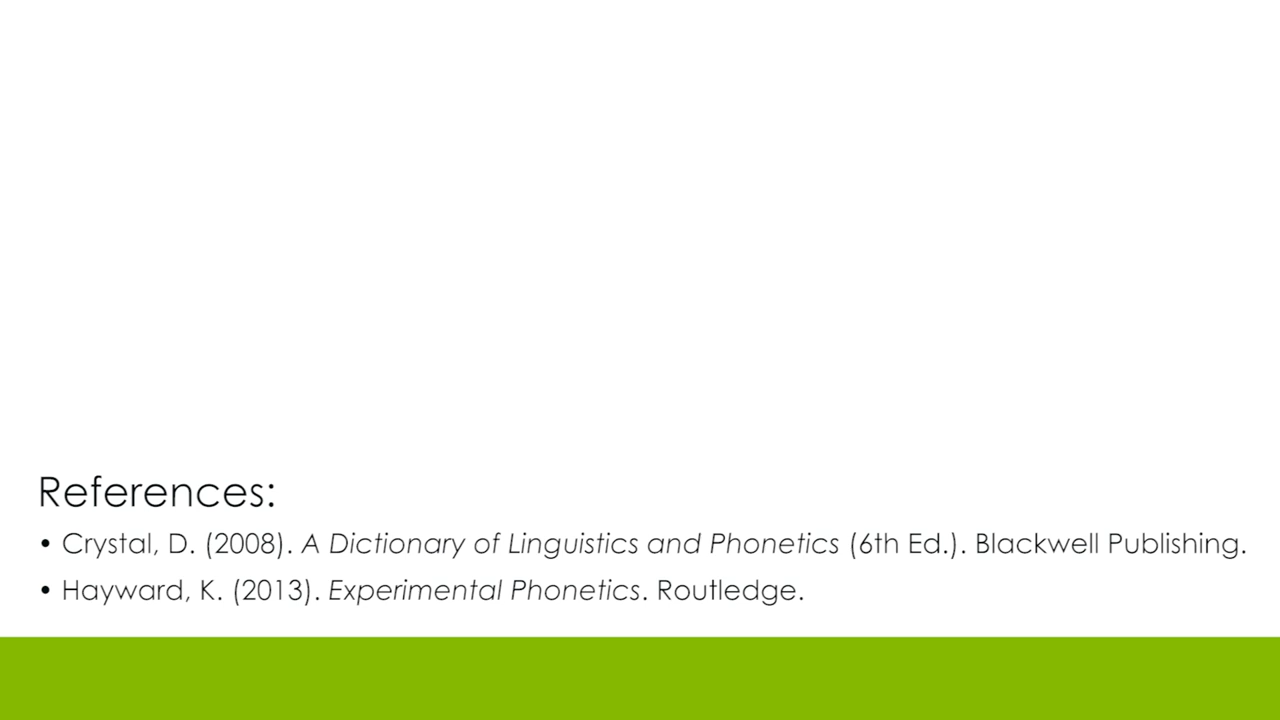 References:
• Crystal, D. (2008). A Dictionary of Linguistics and Phonetics (6th Ed.). Blackwell Publishing.
• Hayward, K. (2013). Experimental Phonetics. Routledge.